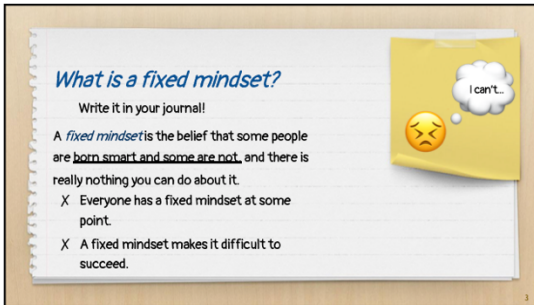 What is a fixed mindset?
Write it in your journal!
A fixed mindset is the belief that some people
are born smart and some are not, and there is
really nothing you can do about it.
X Everyone has a fixed mindset at some
point.
X A fixed mindset makes it difficult to
succeed.
I can't...
3